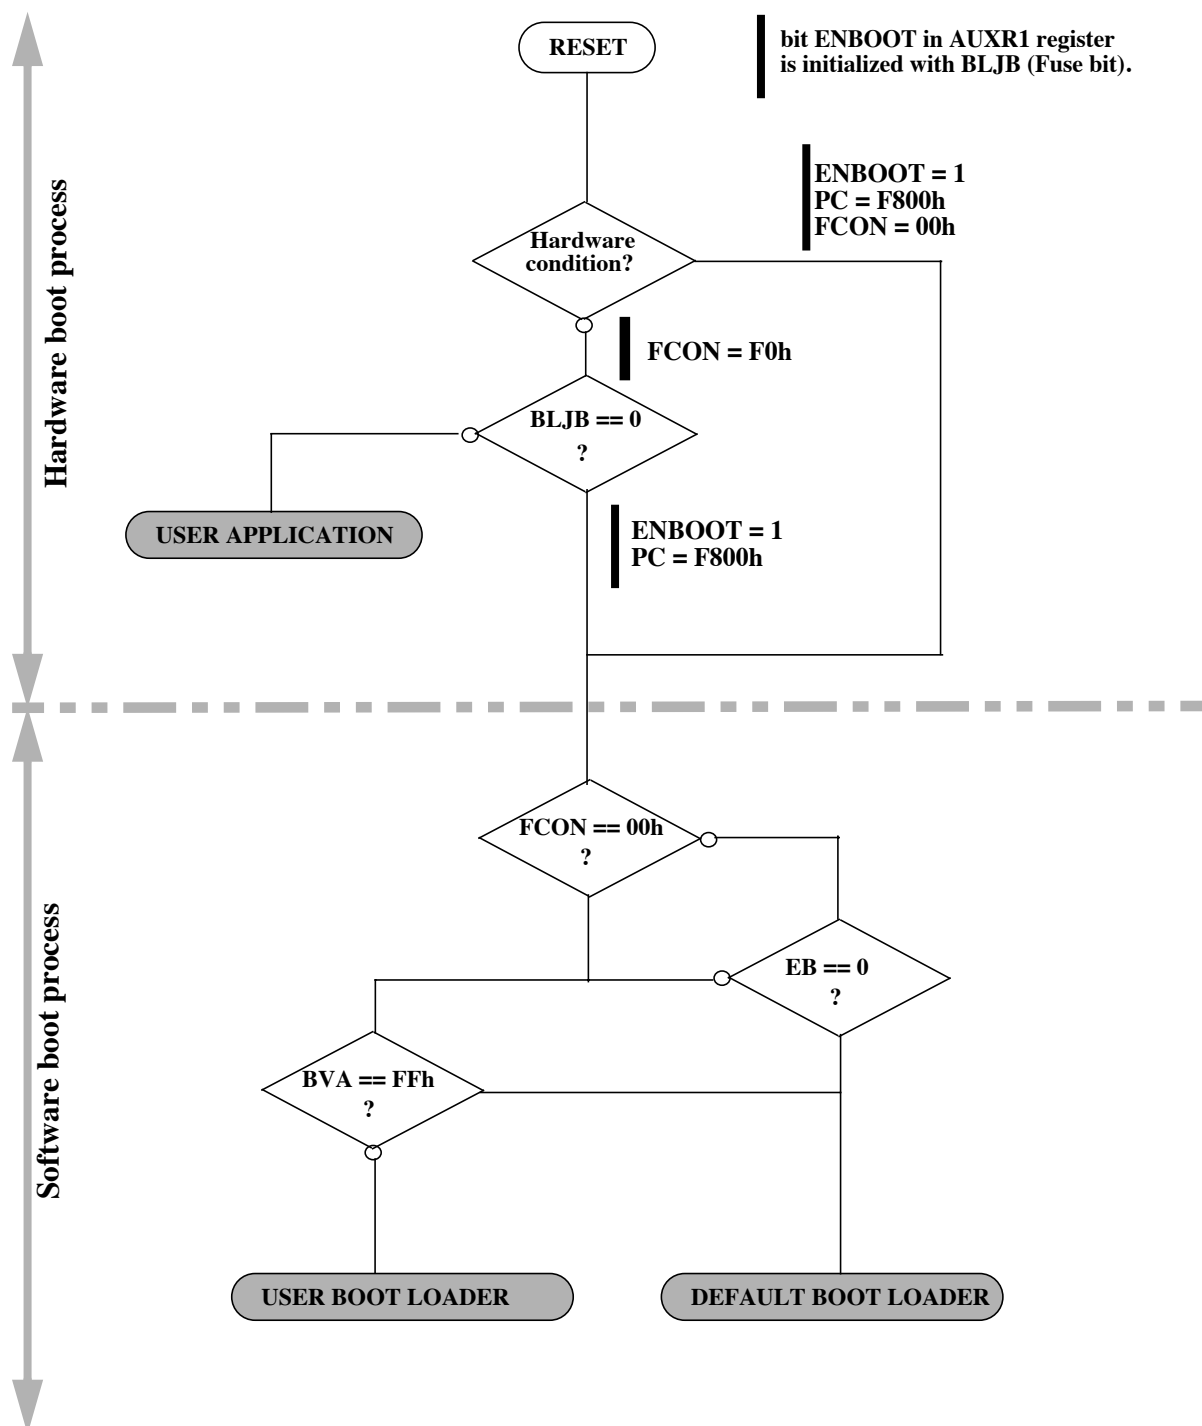 RESET
bit ENBOOT in AUXR1 register
is initialized with BLJB (Fuse bit).
ENBOOT = 1
PC = F800h
FCON = 00h
Hardware
condition?
FCON = F0h
BLJB == 0
?
USER APPLICATION
ENBOOT = 1
PC = F800h
Hardware boot process
FCON == 00h
?
EB == 0
?
BVA == FFh
?
USER BOOT LOADER
DEFAULT BOOT LOADER
Software boot process